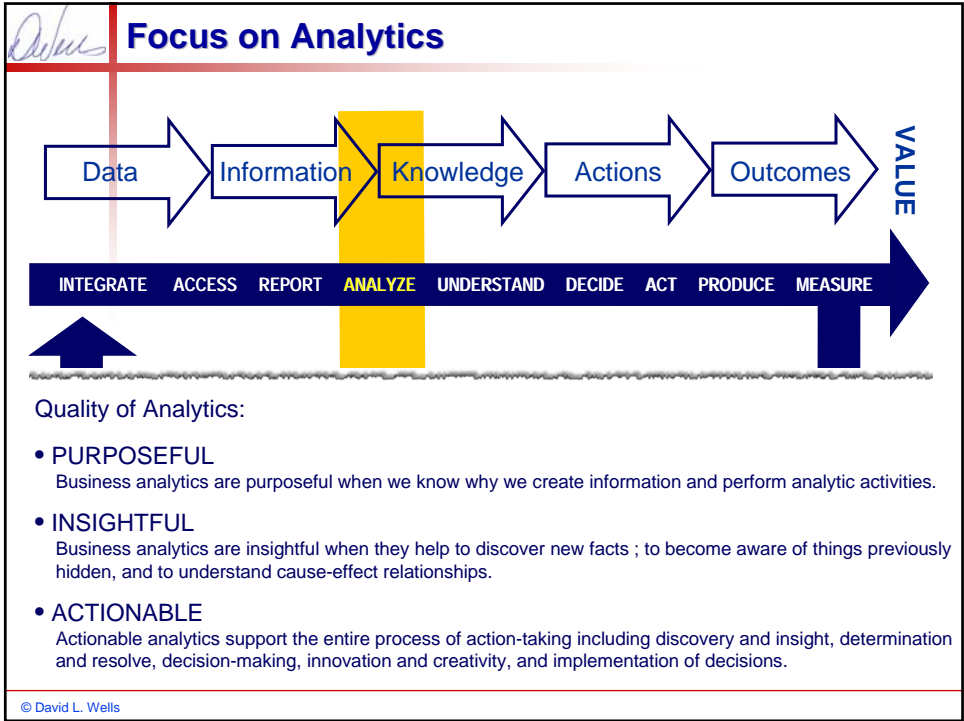 Focus on Analytics
Data Information Knowledge Actions Outcomes
VALUE
INTEGRATE ACCESS REPORT ANALYZE UNDERSTAND DECIDE ACT PRODUCE MEASURE
Quality of Analytics:
• PURPOSEFUL
Business analytics are purposeful when we know why we create information and perform analytic activities.
• INSIGHTFUL
Business analytics are insightful when they help to discover new facts ; to become aware of things previously
hidden, and to understand cause-effect relationships.
• ACTIONABLE
Actionable analytics support the entire process of action-taking including discovery and insight, determination
and resolve, decision-making, innovation and creativity, and implementation of decisions.
© David L. Wells